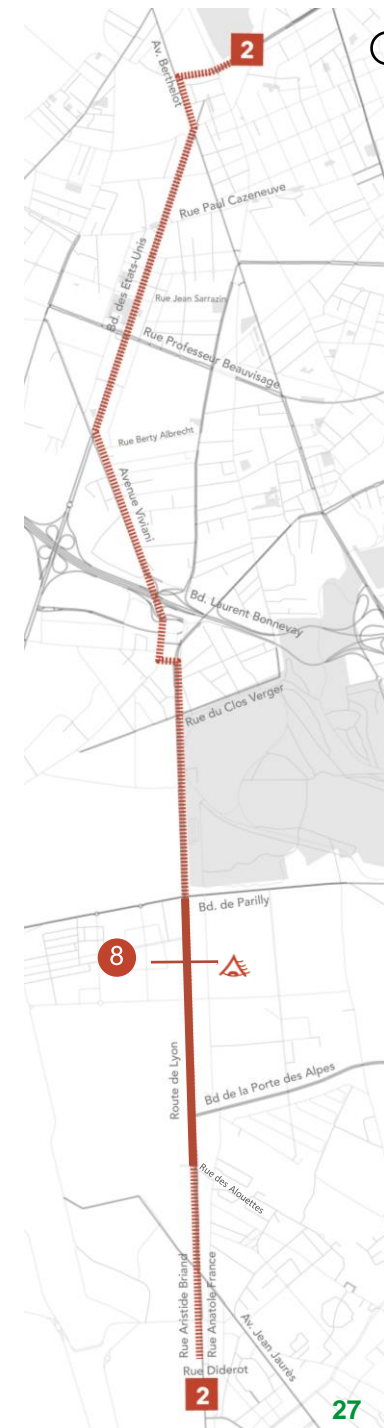 2
Av. Berthelot
Rue Paul Cazeneuve
Bd. des Etats-Unis
Rue Jean Sarrazin
Rue Professeur Beauvisage
Rue Berty Albrecht
Avenue Viviani
Bd. Laurent Bonnevay
Rue du Clos Verger
Bd. de Parilly
8
Route de Lyon
Bd de la Porte des Alpes
Rue des Alouettes
Rue Aristide Briand
Rue Anatole France
Av. Jean Jaurès
Rue Diderot
2
27